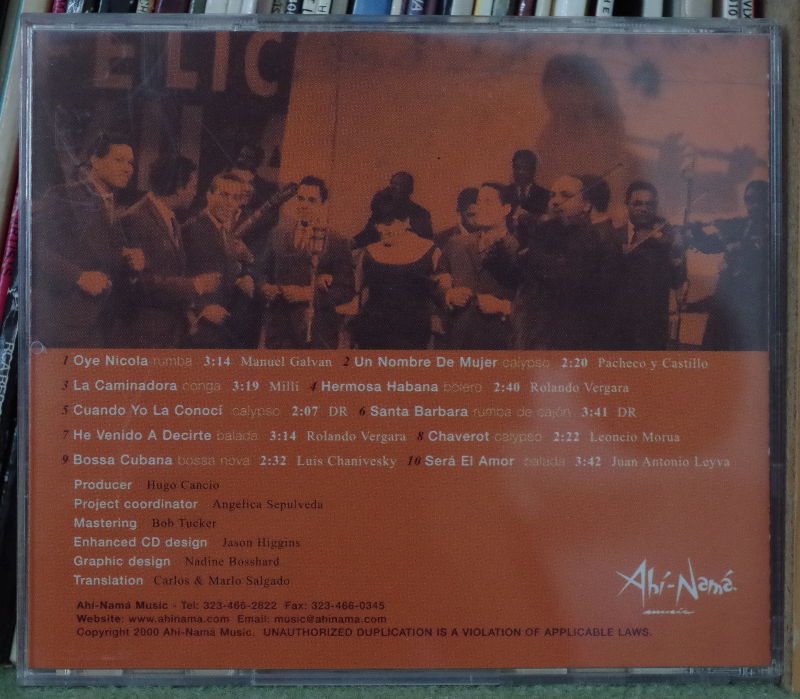 FELIC
1 Oye Nicola rumba 3:14 Manuel Galvan 2 Un Nombre De Mujer calypso 2:20 Pacheco y Castillo
3 La Caminadora conga 3:19 Milli 4 Hermosa Habana bolero 2:40 Rolando Vergara
5 Cuando Yo La Conocí calypso 2:07 DR 6 Santa Barbara rumba de cajón 3:41 DR
7 He Venido A Decirte balada 3:14 Rolando Vergara 8 Chaverot calypso 2:22 Leoncio Morua
9 Bossa Cubana bossa nova 2:32 Luis Chanivesky 10 Será El Amor balada 3:42 Juan Antonio Leyva
Producer Hugo Cancio
Project coordinator Angelica Sepulveda
Mastering Bob Tucker
Enhanced CD design Jason Higgins
Graphic design Nadine Bosshard
Translation Carlos & Marlo Salgado
Ahí-Namá music
Ahí-Namá Music - Tel: 323-466-2822 Fax: 323-466-0345
Website: www.ahinama.com Email: music@ahinama.com
Copyright 2000 Ahí-Namá Music. UNAUTHORIZED DUPLICATION IS A VIOLATION OF APPLICABLE LAWS.